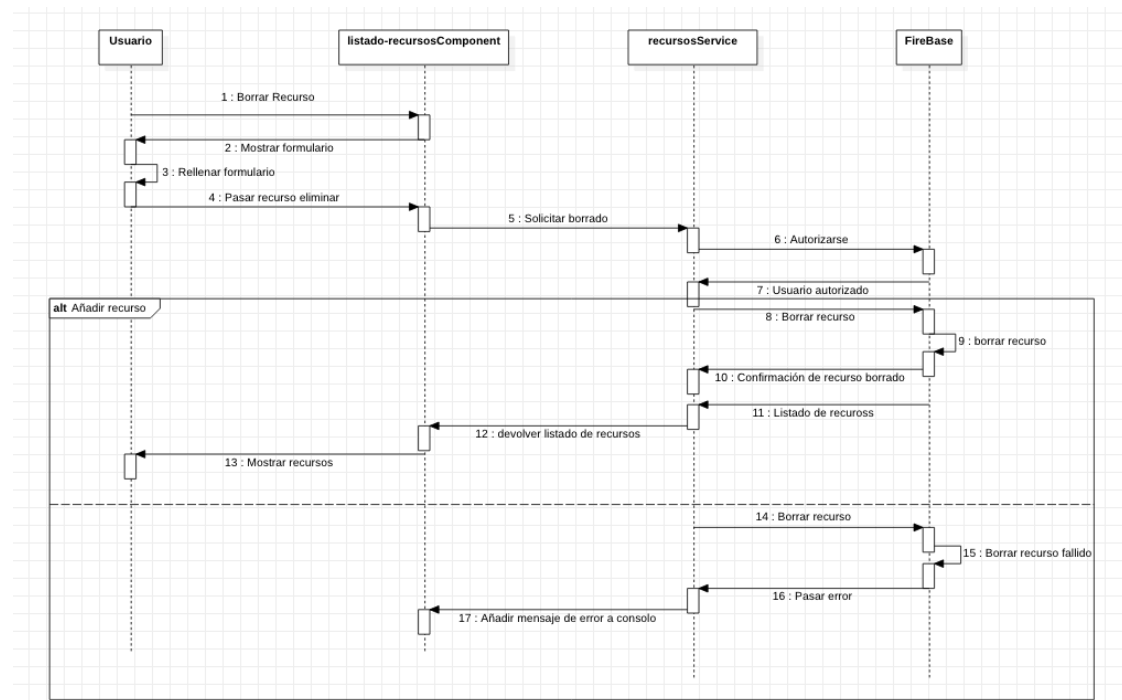 Usuario
listado-recursosComponent
recursosService
FireBase
1 : Borrar Recurso
2 : Mostrar formulario
3 : Rellenar formulario
4 : Pasar recurso eliminar
5 : Solicitar borrado
6 : Autorizarse
7 : Usuario autorizado
alt Añadir recurso
8 : Borrar recurso
9 : borrar recurso
10 : Confirmación de recurso borrado
11 : Listado de recuross
12 : devolver listado de recursos
13 : Mostrar recursos
14 : Borrar recurso
15 : Borrar recurso fallido
16 : Pasar error
17 : Añadir mensaje de error a consolo